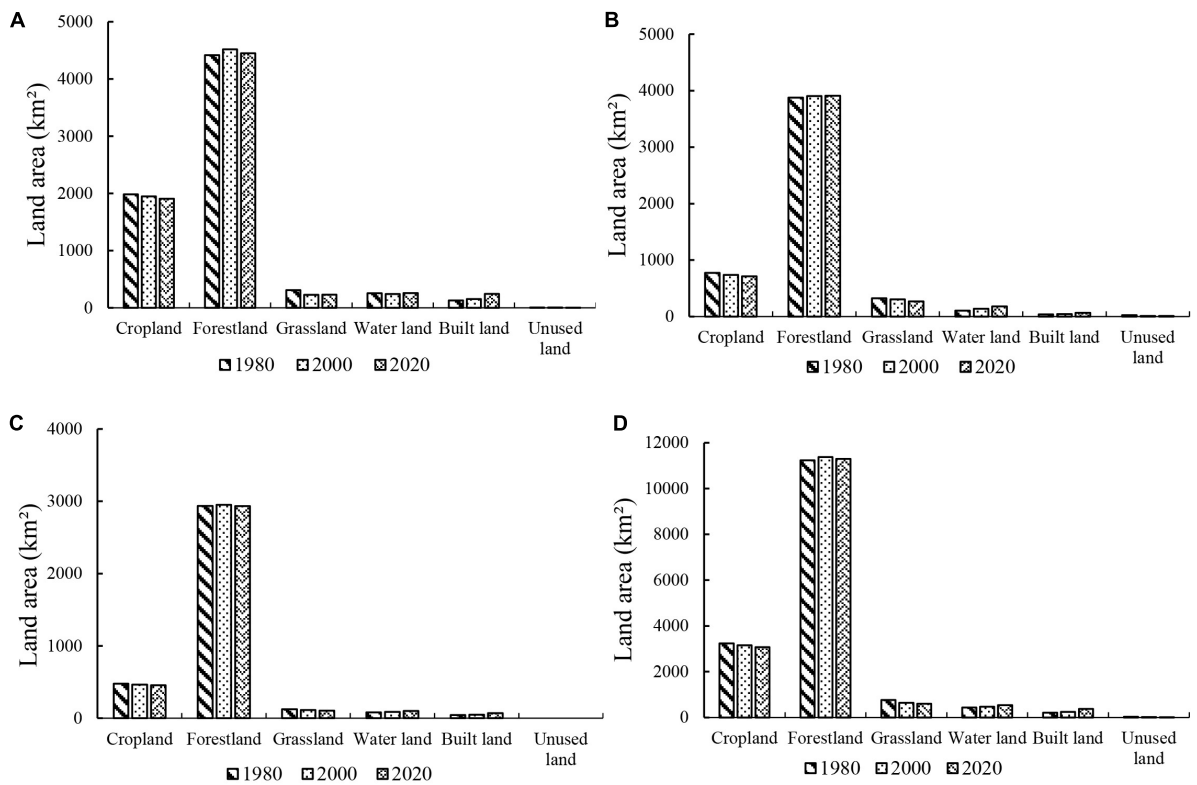 A
5000
4000
3000
2000
1000
0
Land area (km²)
Cropland Forestland Grassland Water land Built land Unused
land
1980 2000 2020
B
5000
4000
3000
2000
1000
0
Land area (km²)
Cropland Forestland Grassland Water land Built land Unused
land
1980 2000 2020
C
4000
3000
2000
1000
0
Land area (km²)
Cropland Forestland Grassland Water land Built land Unused
land
1980 2000 2020
D
12000
10000
8000
6000
4000
2000
0
Land area (km²)
Cropland Forestland Grassland Water land Built land Unused
land
1980 2000 2020